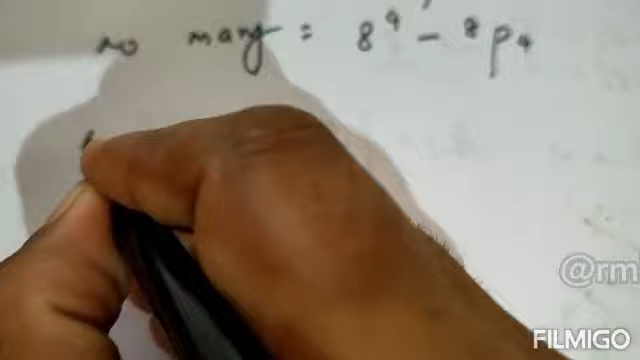 no many = 8⁴ - ⁸P₄
@rm
FILMIGO